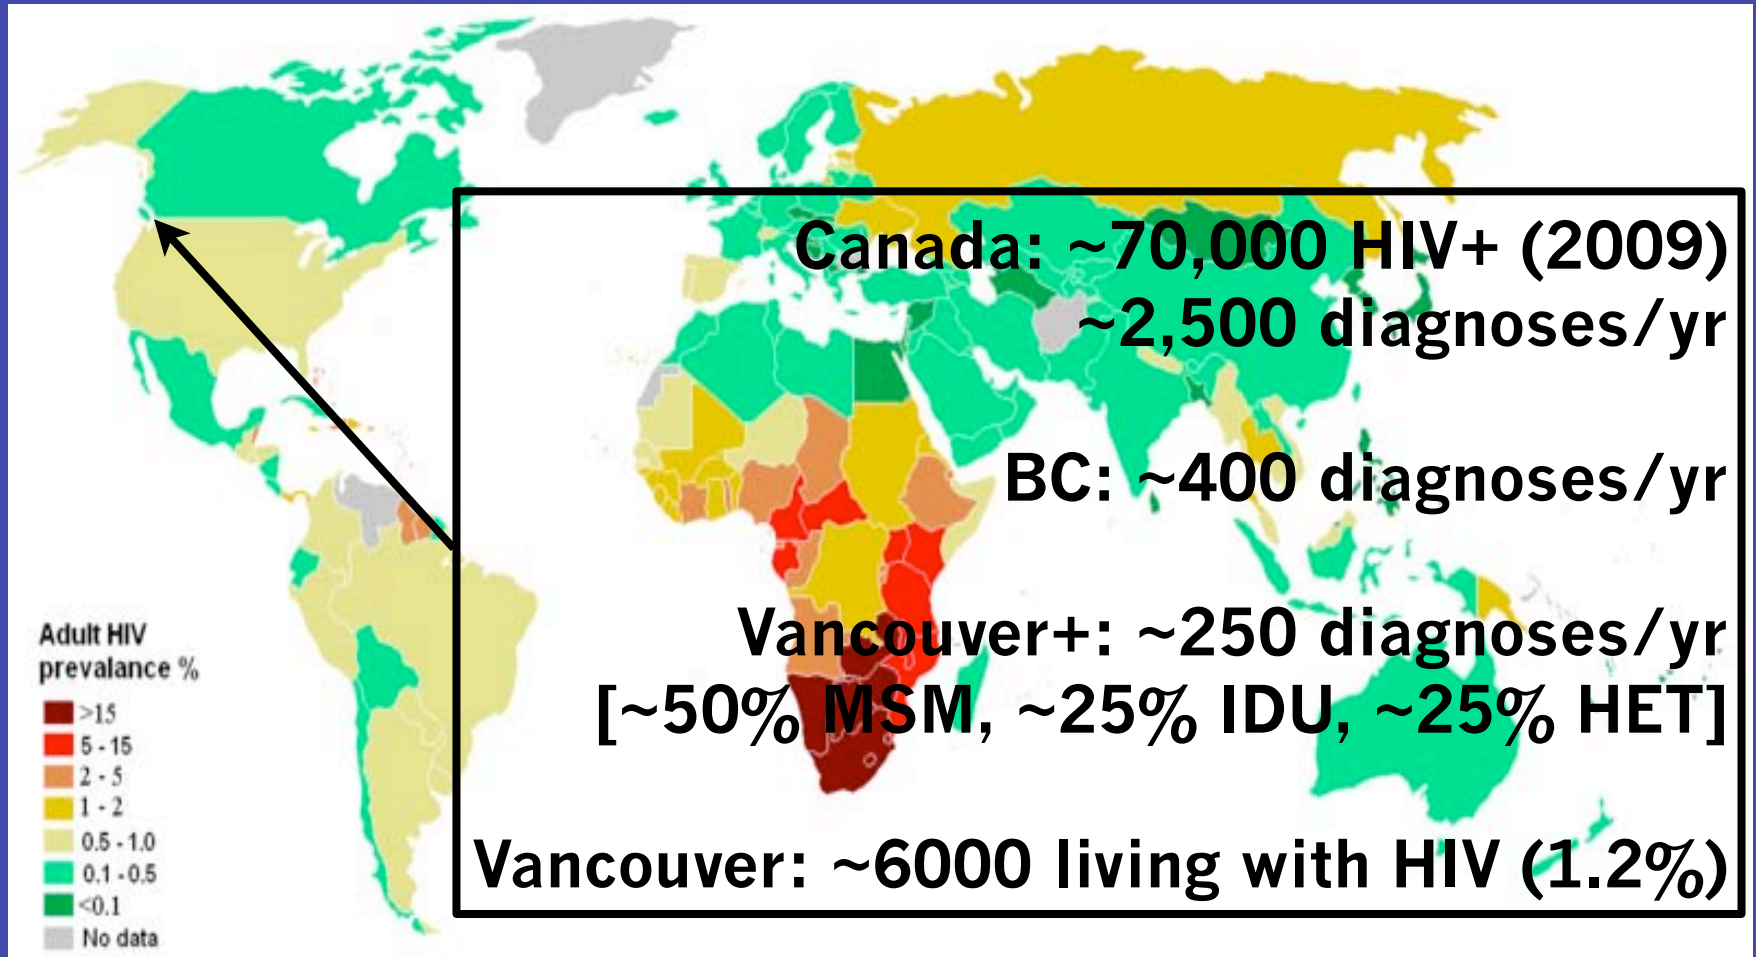 Canada: ~70,000 HIV+ (2009)
~2,500 diagnoses/yr
BC: ~400 diagnoses/yr
Vancouver+: ~250 diagnoses/yr
[~50% MSM, ~25% IDU, ~25% HET]
Vancouver: ~6000 living with HIV (1.2%)
Adult HIV
prevalance %
>15
5 - 15
2 - 5
1 - 2
0.5 - 1.0
0.1 - 0.5
<0.1
No data